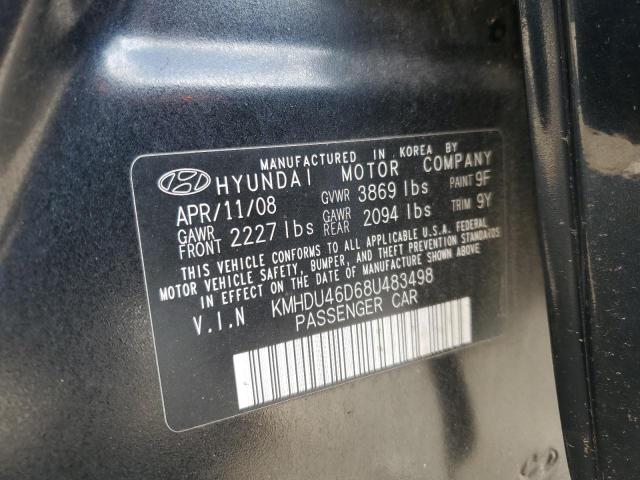 MANUFACTURED IN KOREA BY
HYUNDAI MOTOR COMPANY
APR/11/08 GVWR 3869 lbs PAINT 9F
GAWR FRONT 2227 lbs GAWR REAR 2094 lbs TRIM 9Y
THIS VEHICLE CONFORMS TO ALL APPLICABLE U.S.A. FEDERAL
MOTOR VEHICLE SAFETY, BUMPER, AND THEFT PREVENTION STANDARDS
IN EFFECT ON THE DATE OF MANUFACTURE SHOWN ABOVE.
V.I.N KMHDU46D68U483498
PASSENGER CAR